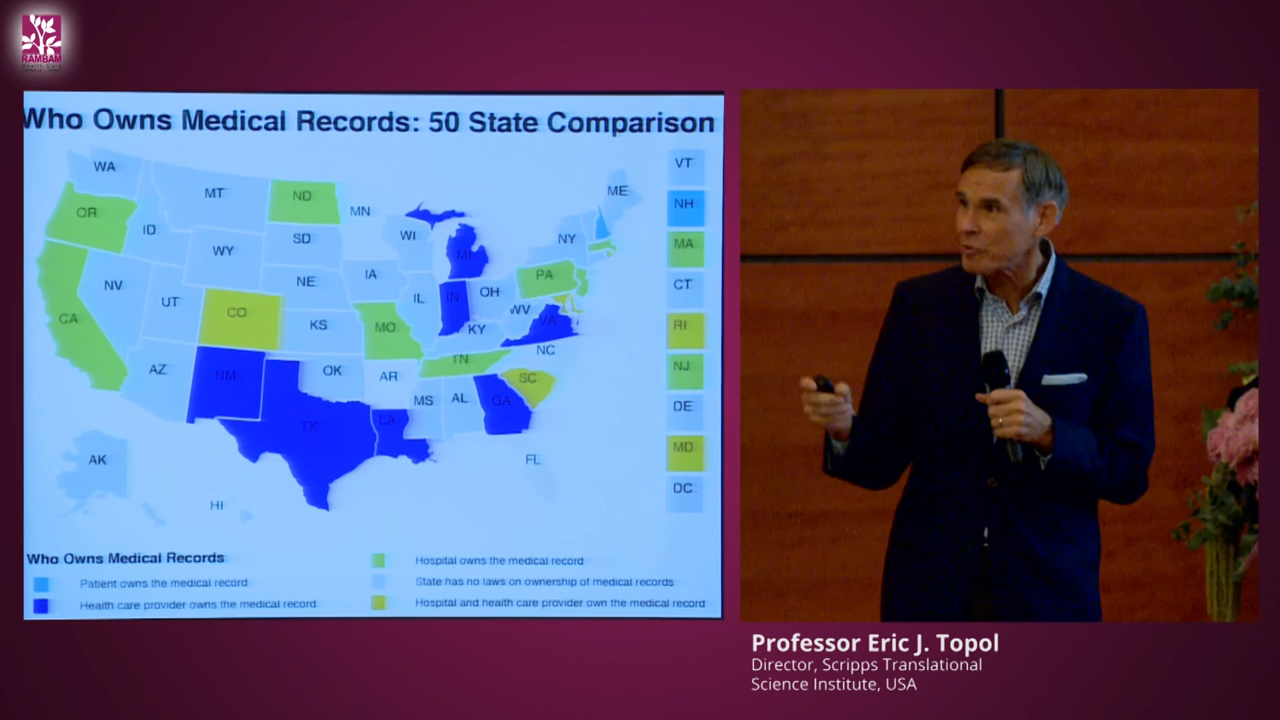 RAMBAM
Health Care
Who Owns Medical Records: 50 State Comparison
WA
MT
ND
MN
ME
VT
OR
ID
SD
WI
NY
NH
WY
MI
MA
NV
NE
IA
PA
CT
UT
CO
IL
IN
OH
WV
RI
CA
KS
MO
KY
VA
NJ
AZ
NM
OK
AR
TN
NC
SC
DE
MS
AL
GA
MD
TX
LA
AK
FL
DC
HI
Who Owns Medical Records
Patient owns the medical record
Health care provider owns the medical record
Hospital owns the medical record
State has no laws on ownership of medical records
Hospital and health care provider own the medical record
Professor Eric J. Topol
Director, Scripps Translational
Science Institute, USA